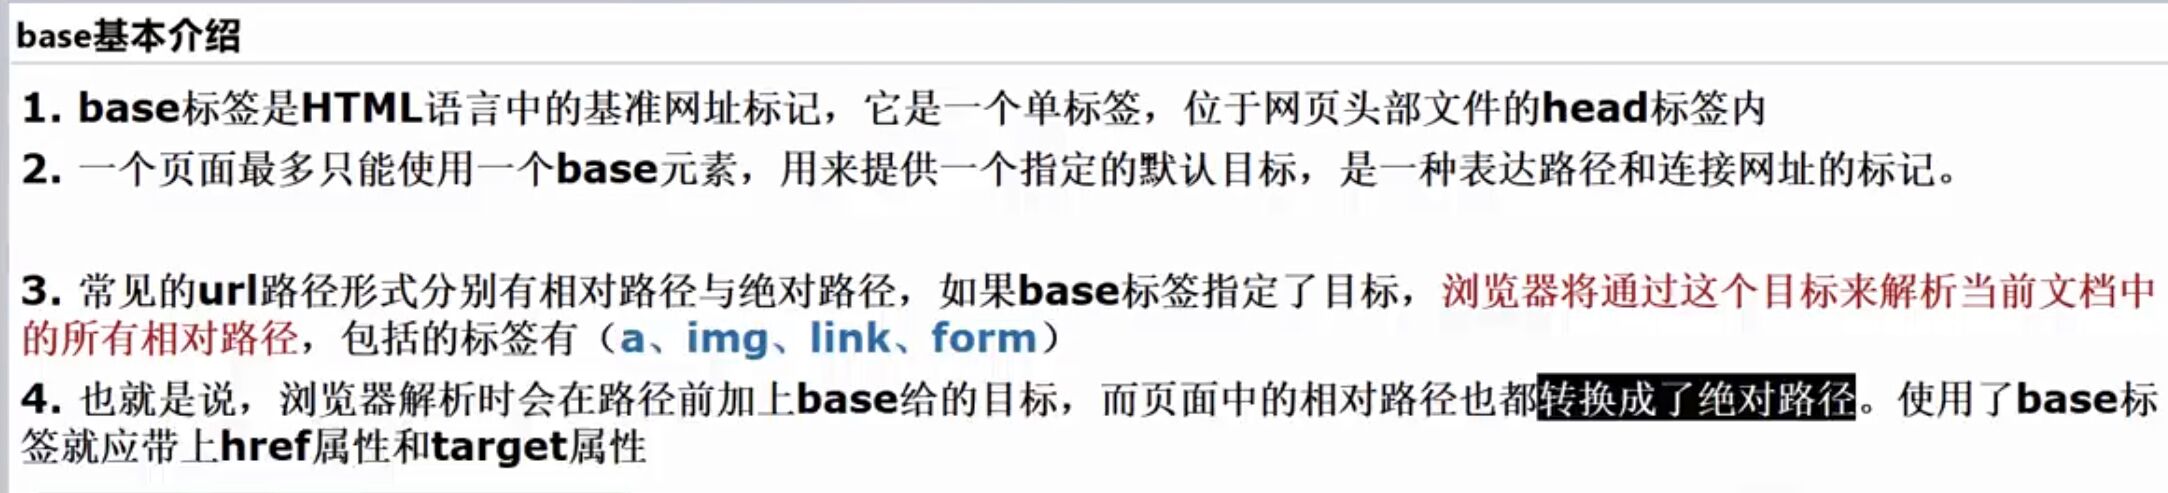 base基本介绍
1. base标签是HTML语言中的基准网址标记，它是一个单标签，位于网页头部文件的head标签内
2. 一个页面最多只能使用一个base元素，用来提供一个指定的默认目标，是一种表达路径和连接网址的标记。
3. 常见的url路径形式分别有相对路径与绝对路径，如果base标签指定了目标，浏览器将通过这个目标来解析当前文档中
的所有相对路径，包括的标签有（a、img、link、form）
4. 也就是说，浏览器解析时会在路径前加上base给的目标，而页面中的相对路径也都转换成了绝对路径。使用了base标
签就应带上href属性和target属性